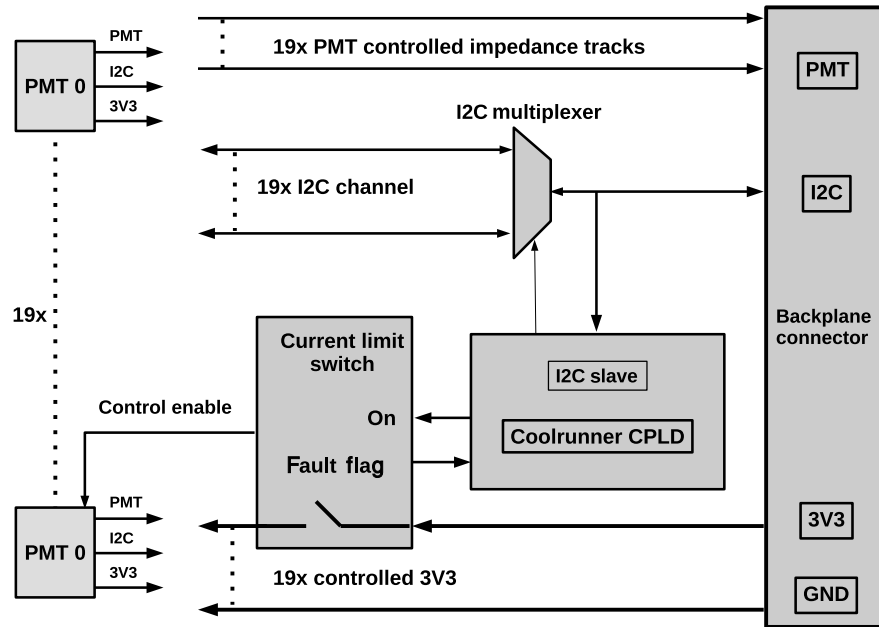 PMT 0
PMT
I2C
3V3
19x PMT controlled impedance tracks
PMT
I2C multiplexer
19x I2C channel
I2C
19x
Backplane
connector
Current limit
switch
I2C slave
Control enable
On
Coolrunner CPLD
Fault flag
PMT 0
PMT
I2C
3V3
3V3
19x controlled 3V3
GND